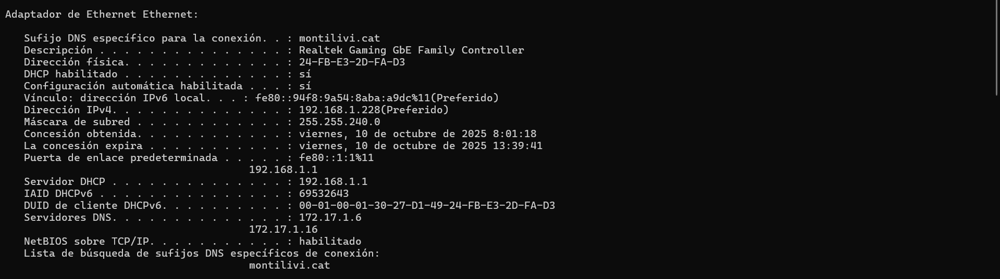 Adaptador de Ethernet Ethernet:
Sufijo DNS específico para la conexión. . : montilivi.cat
Descripción . . . . . . . . . . . . . . . : Realtek Gaming GbE Family Controller
Dirección física. . . . . . . . . . . . . : 24-FB-E3-2D-FA-D3
DHCP habilitado . . . . . . . . . . . . . : sí
Configuración automática habilitada . . . : sí
Vínculo: dirección IPv6 local. . . : fe80::94f8:9a54:8aba:a9dc%11(Preferido)
Dirección IPv4. . . . . . . . . . . . . . : 192.168.1.228(Preferido)
Máscara de subred . . . . . . . . . . . . : 255.255.240.0
Concesión obtenida. . . . . . . . . . . . : viernes, 10 de octubre de 2025 8:01:18
La concesión expira . . . . . . . . . . . : viernes, 10 de octubre de 2025 13:39:41
Puerta de enlace predeterminada . . . . . : fe80::1:1%11
192.168.1.1
Servidor DHCP . . . . . . . . . . . . . . : 192.168.1.1
IAID DHCPv6 . . . . . . . . . . . . . . . : 69532643
DUID de cliente DHCPv6. . . . . . . . . . : 00-01-00-01-30-27-D1-49-24-FB-E3-2D-FA-D3
Servidores DNS. . . . . . . . . . . . . . : 172.17.1.6
172.17.1.16
NetBIOS sobre TCP/IP. . . . . . . . . . . : habilitado
Lista de búsqueda de sufijos DNS específicos de conexión:
montilivi.cat